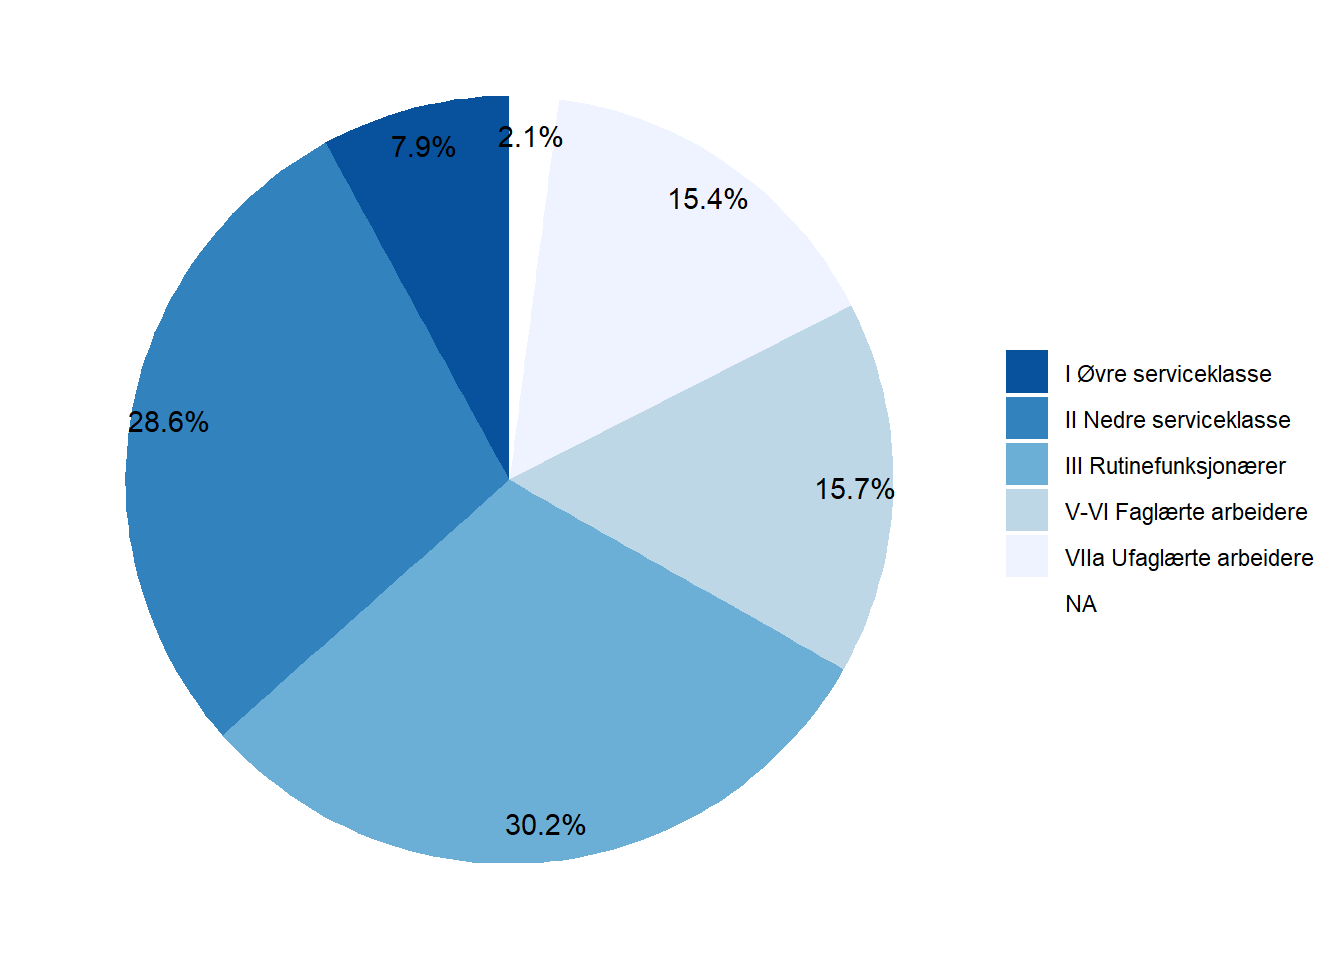 7.9%
2.1%
15.4%
28.6%
15.7%
30.2%
I Øvre serviceklasse
II Nedre serviceklasse
III Rutinefunksjonærer
V-VI Faglærte arbeidere
VIIa Ufaglærte arbeidere
NA